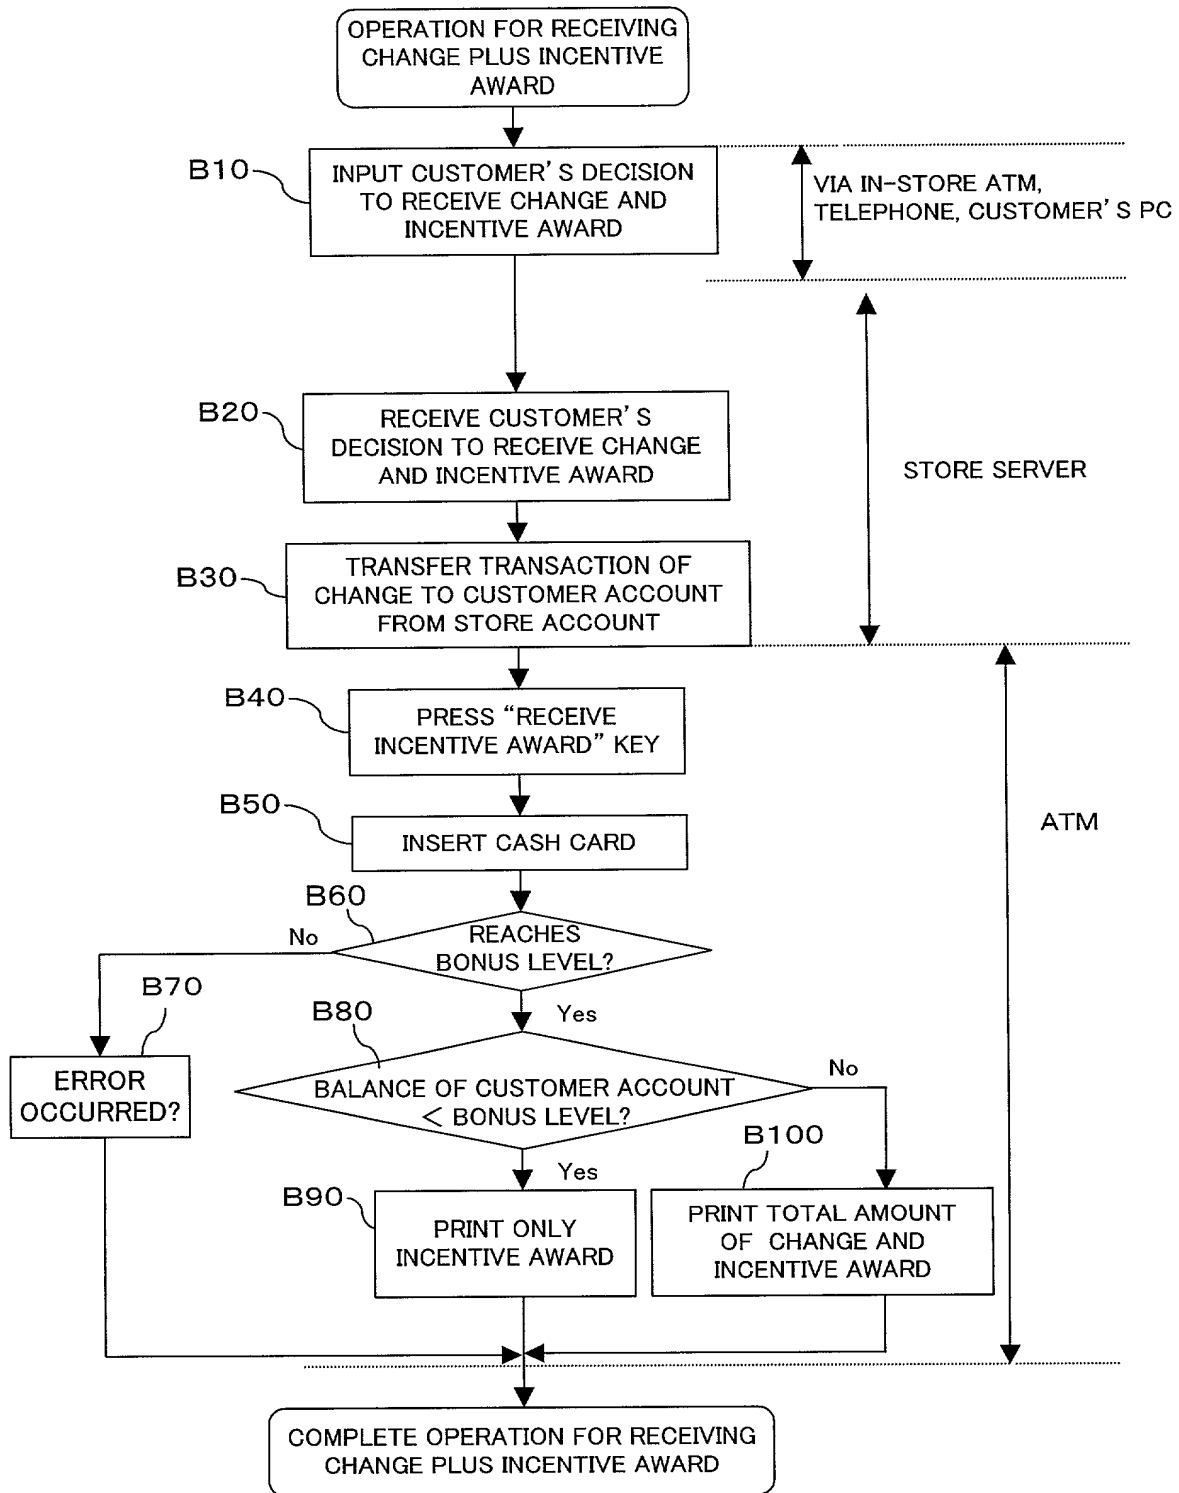 OPERATION FOR RECEIVING
CHANGE PLUS INCENTIVE
AWARD
B10
INPUT CUSTOMER'S DECISION
TO RECEIVE CHANGE AND
INCENTIVE AWARD
VIA IN-STORE ATM,
TELEPHONE, CUSTOMER'S PC
B20
RECEIVE CUSTOMER'S
DECISION TO RECEIVE CHANGE
AND INCENTIVE AWARD
STORE SERVER
B30
TRANSFER TRANSACTION OF
CHANGE TO CUSTOMER ACCOUNT
FROM STORE ACCOUNT
B40
PRESS “RECEIVE
INCENTIVE AWARD” KEY
B50
INSERT CASH CARD
ATM
B60
No
REACHES
BONUS LEVEL?
B70
Yes
B80
ERROR
OCCURRED?
BALANCE OF CUSTOMER ACCOUNT
< BONUS LEVEL?
No
B100
Yes
B90
PRINT ONLY
INCENTIVE AWARD
PRINT TOTAL AMOUNT
OF CHANGE AND
INCENTIVE AWARD
COMPLETE OPERATION FOR RECEIVING
CHANGE PLUS INCENTIVE AWARD